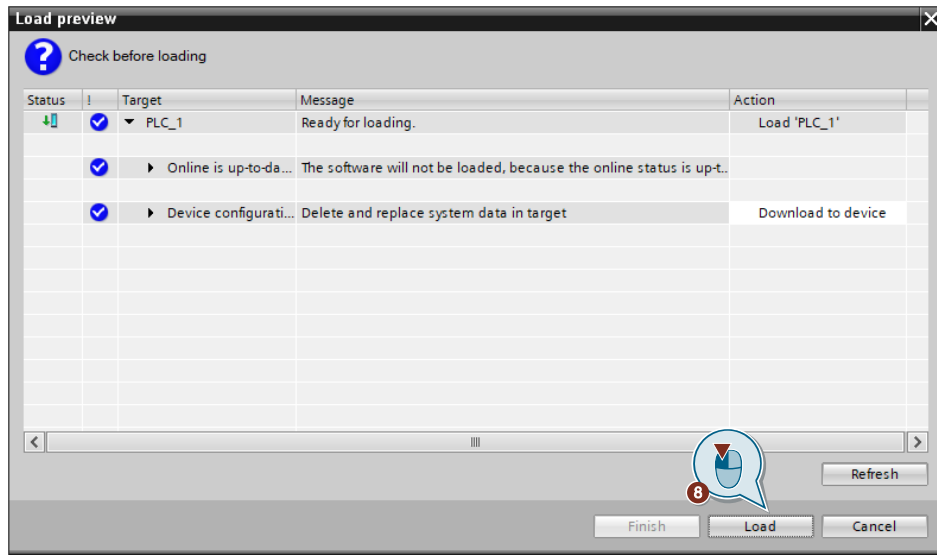 Load preview
Check before loading
Status ! Target Message Action
PLC_1 Ready for loading. Load 'PLC_1'
Online is up-to-da... The software will not be loaded, because the online status is up-t..
Device configurati... Delete and replace system data in target Download to device
Refresh
8
Finish Load Cancel